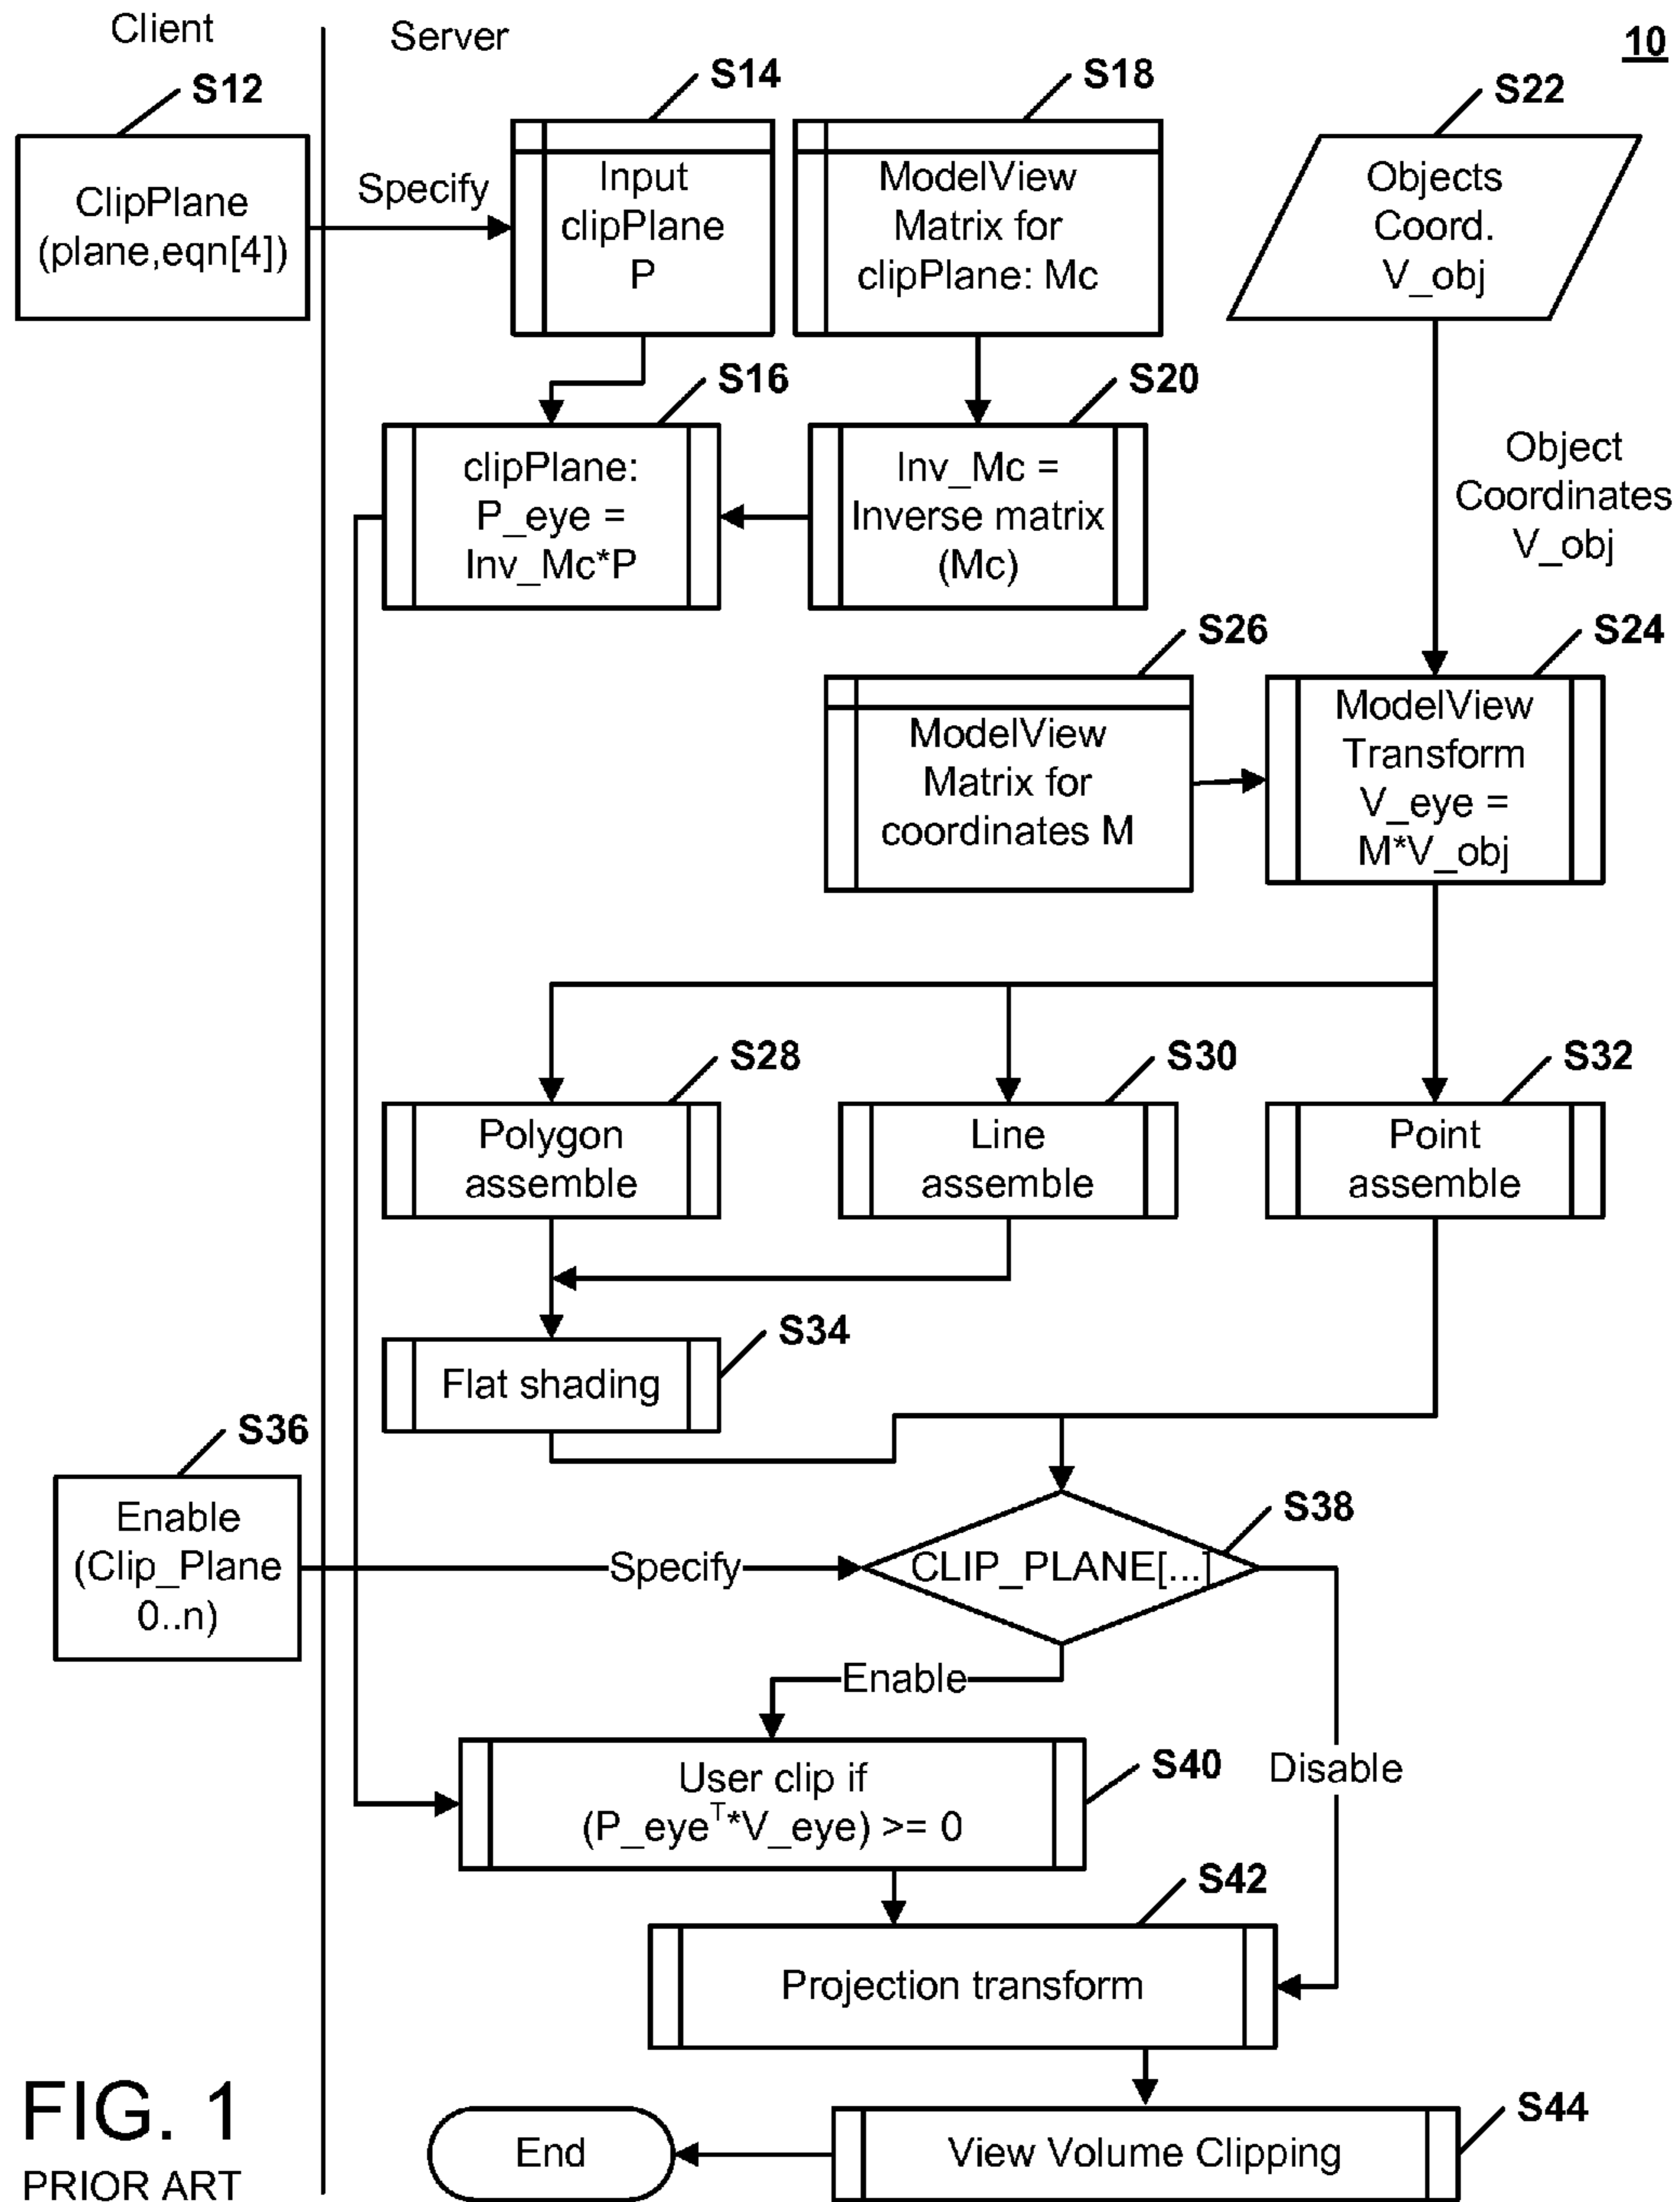 Client
Server
10
S12
S14
S18
S22
ClipPlane
(plane,eqn[4])
Specify
Input
clipPlane
P
ModelView
Matrix for
clipPlane: Mc
Objects
Coord.
V_obj
S16
S20
clipPlane:
P_eye =
Inv_Mc*P
Inv_Mc =
Inverse matrix
(Mc)
Object
Coordinates
V_obj
S26
S24
ModelView
Matrix for
coordinates M
ModelView
Transform
V_eye =
M*V_obj
S28
S30
S32
Polygon
assemble
Line
assemble
Point
assemble
S34
Flat shading
S36
Enable
(Clip_Plane
0..n)
Specify
S38
CLIP_PLANE[...]
Enable
Disable
S40
User clip if
(P_eyeᵀ*V_eye) >= 0
S42
Projection transform
S44
View Volume Clipping
End
FIG. 1
PRIOR ART